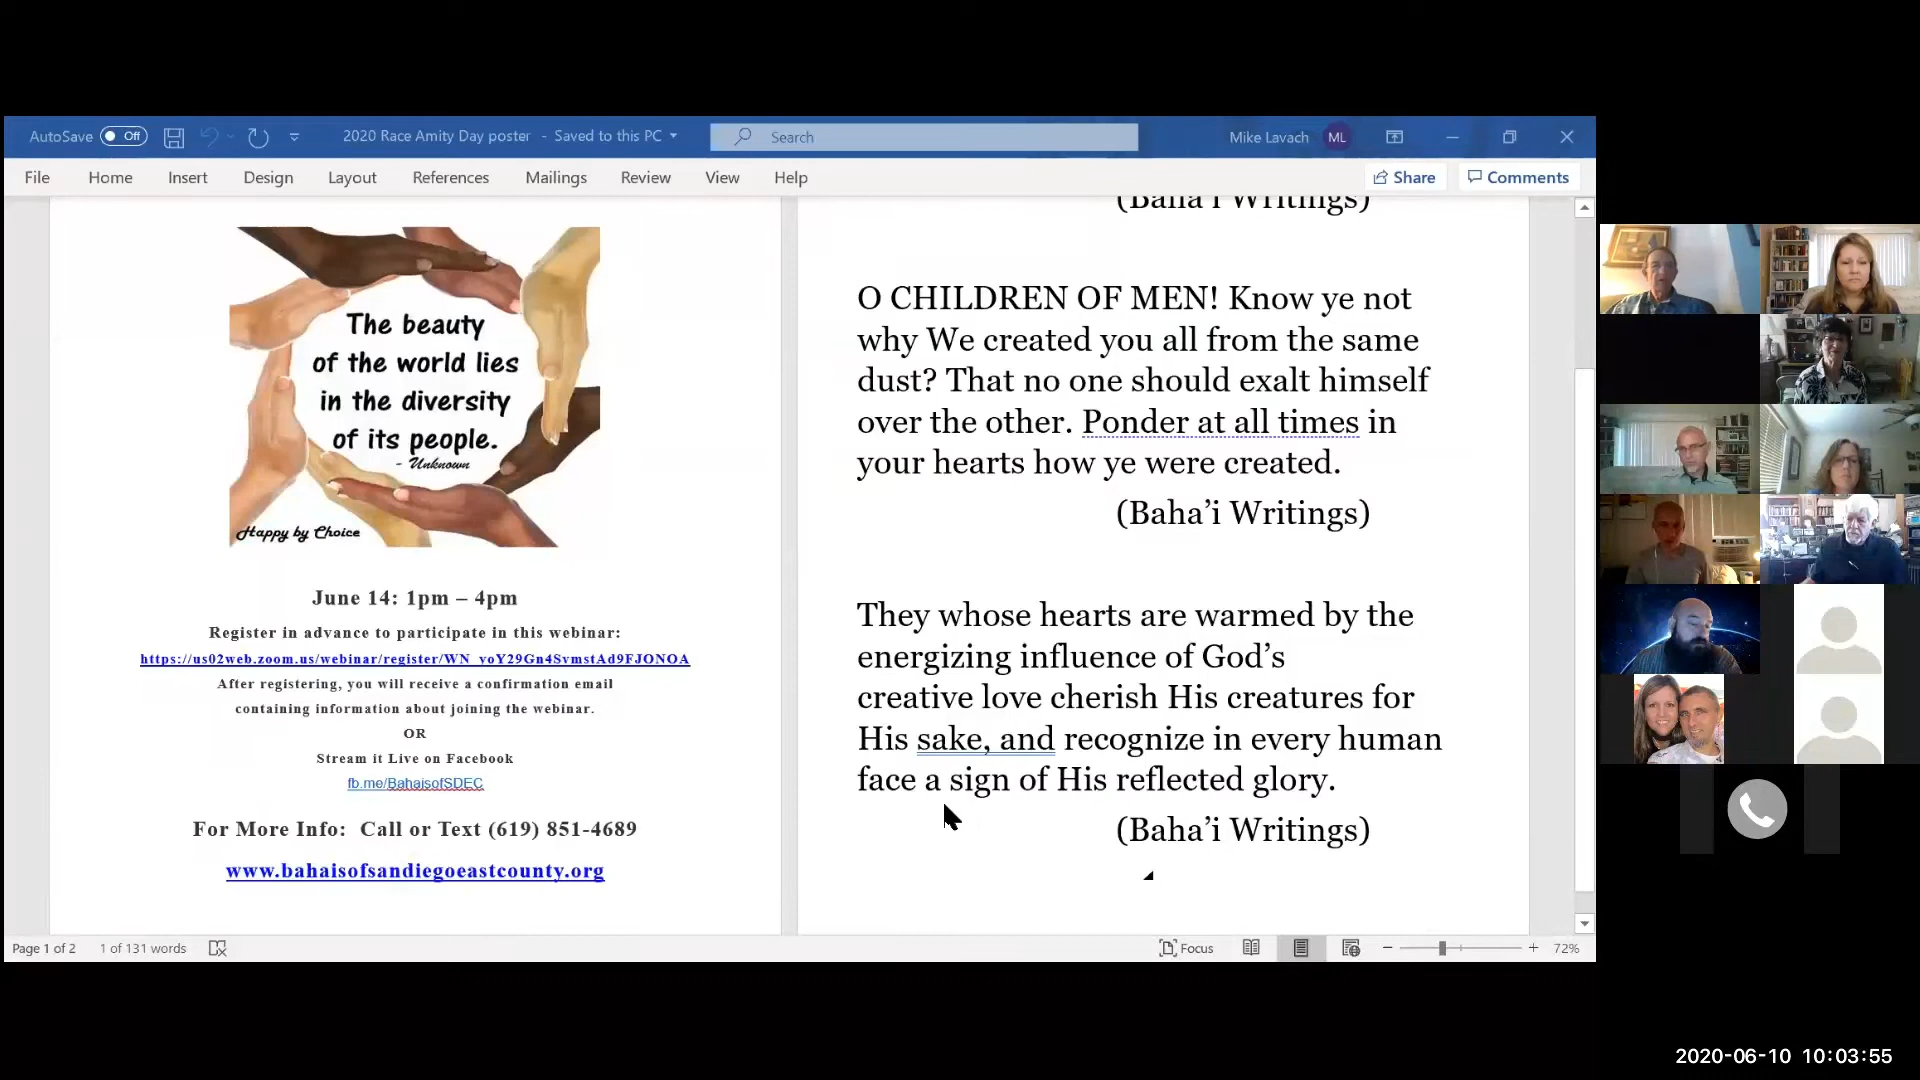 AutoSave Off 2020 Race Amity Day poster - Saved to this PC Search Mike Lavach ML
File Home Insert Design Layout References Mailings Review View Help Share Comments
The beauty
of the world lies
in the diversity
of its people.
- Unknown
Happy by Choice
June 14: 1pm – 4pm
Register in advance to participate in this webinar:
https://us02web.zoom.us/webinar/register/WN_yoY29Gn4SvmstAd9FJONOA
After registering, you will receive a confirmation email
containing information about joining the webinar.
OR
Stream it Live on Facebook
fb.me/BahaisofSDEC
For More Info: Call or Text (619) 851-4689
www.bahaisofsandiegoeastcounty.org
(Baha’i Writings)
O CHILDREN OF MEN! Know ye not
why We created you all from the same
dust? That no one should exalt himself
over the other. Ponder at all times in
your hearts how ye were created.
(Baha’i Writings)
They whose hearts are warmed by the
energizing influence of God’s
creative love cherish His creatures for
His sake, and recognize in every human
face a sign of His reflected glory.
(Baha’i Writings)
Page 1 of 2 1 of 131 words Focus 72%
2020-06-10 10:03:55